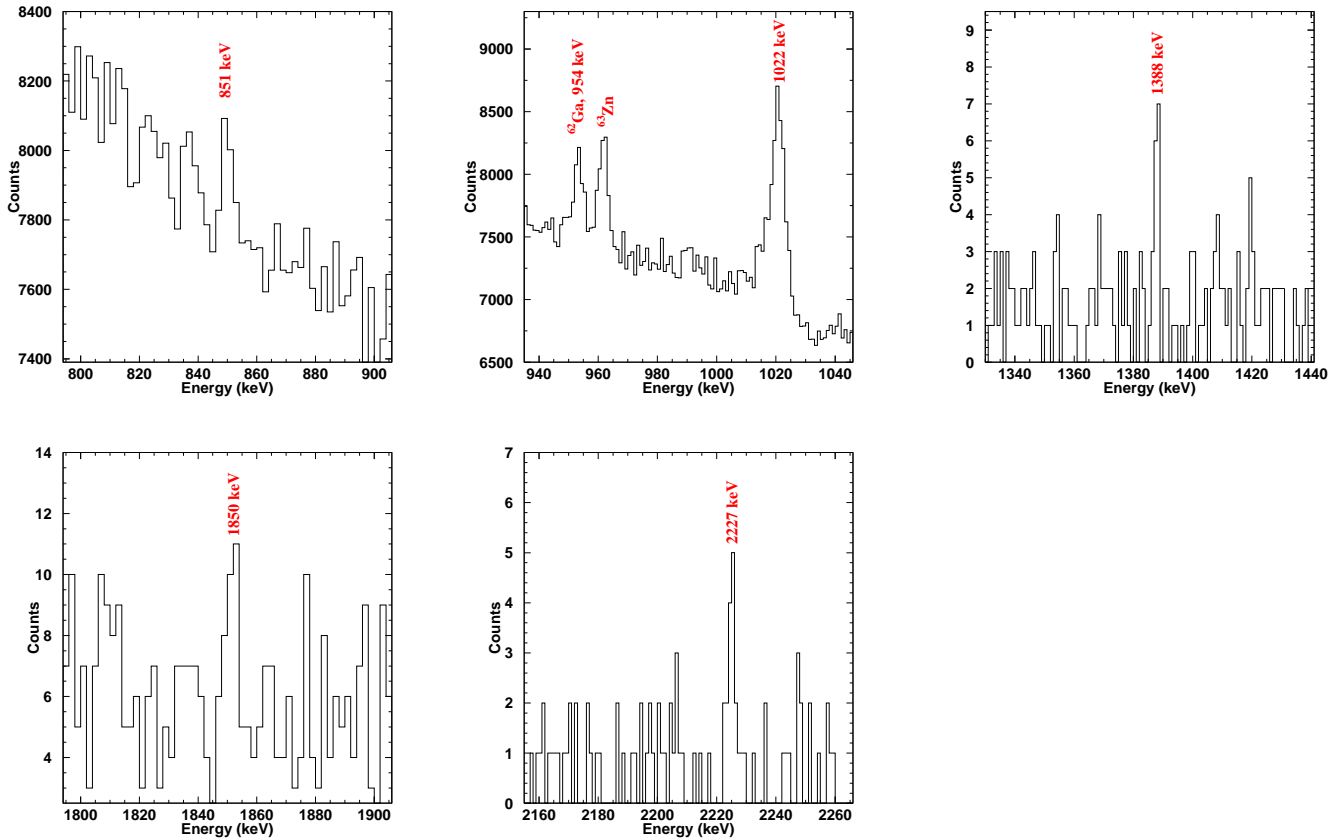 8400
8200
8000
7800
7600
7400
Counts
851 keV
800 820 840 860 880 900
Energy (keV)
9000
8500
8000
7500
7000
6500
Counts
62Ga, 954 keV
63Zn
1022 keV
940 960 980 1000 1020 1040
Energy (keV)
9
8
7
6
5
4
3
2
1
0
Counts
1388 keV
1340 1360 1380 1400 1420 1440
Energy (keV)
14
12
10
8
6
4
Counts
1850 keV
1800 1820 1840 1860 1880 1900
Energy (keV)
7
6
5
4
3
2
1
0
Counts
2227 keV
2160 2180 2200 2220 2240 2260
Energy (keV)